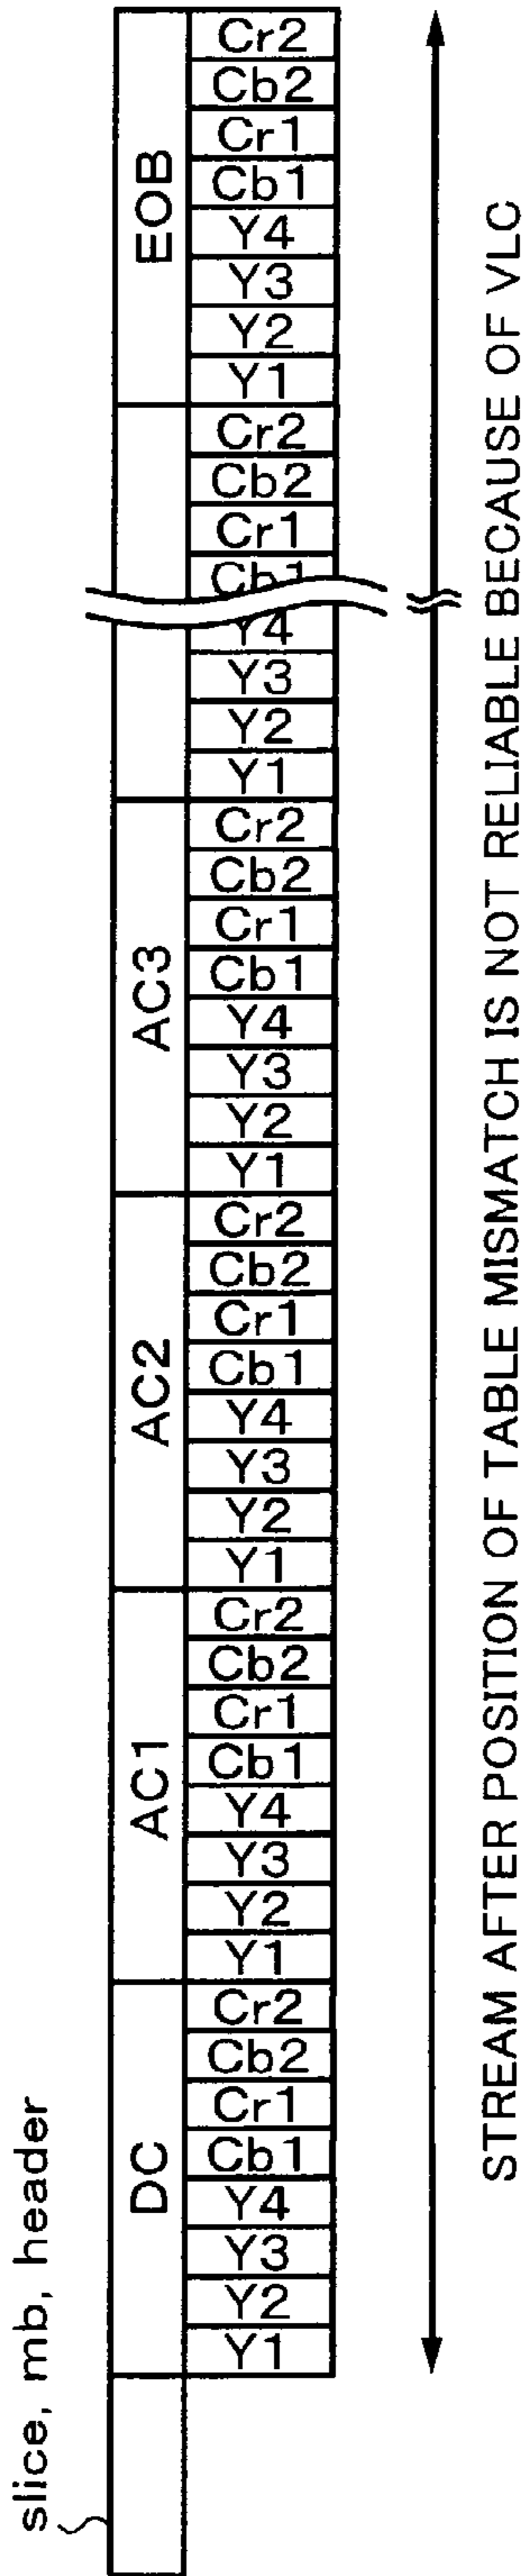 slice, mb, header
DC AC1 AC2 AC3 EOB
Y1 Y2 Y3 Y4 Cb1 Cr1 Cb2 Cr2 Y1 Y2 Y3 Y4 Cb1 Cr1 Cb2 Cr2 Y1 Y2 Y3 Y4 Cb1 Cr1 Cb2 Cr2 Y1 Y2 Y3 Y4 Cb1 Cr1 Cb2 Cr2 Y1 Y2 Y3 Y4 Cb1 Cr1 Cb2 Cr2 Y1 Y2 Y3 Y4 Cb1 Cr1 Cb2 Cr2
STREAM AFTER POSITION OF TABLE MISMATCH IS NOT RELIABLE BECAUSE OF VLC